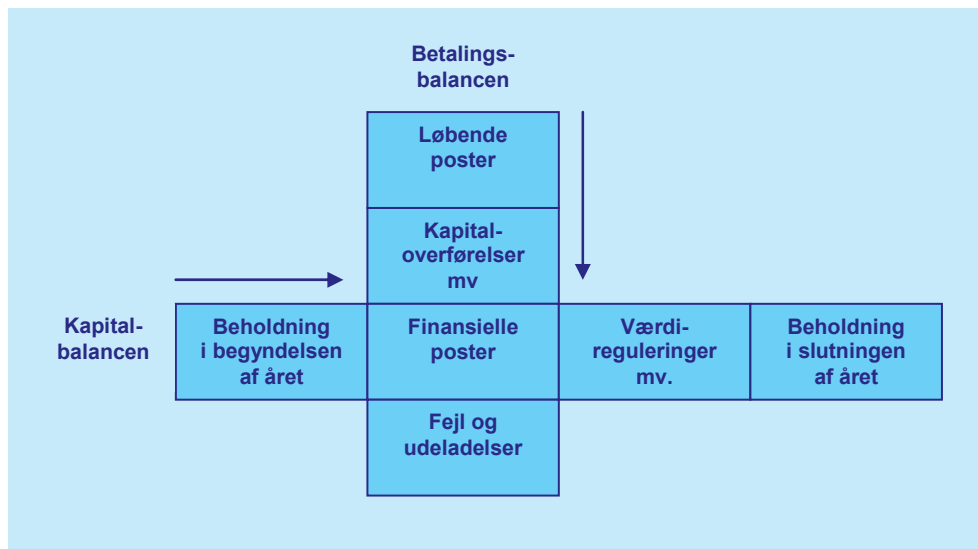 Betalings-
balancen
Løbende
poster
Kapital-
overførelser
mv
Kapital-
balancen
Beholdning
i begyndelsen
af året
Finansielle
poster
Værdi-
reguleringer
mv.
Beholdning
i slutningen
af året
Fejl og
udeladelser